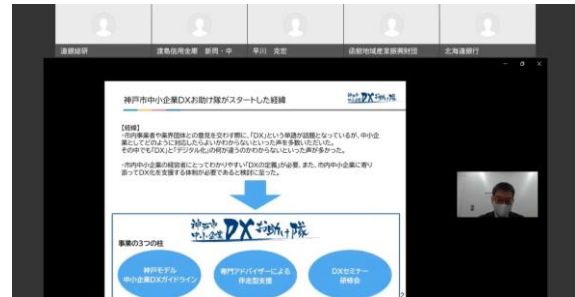 道銀総研
渡島信用金庫 新岡・中
早川 克宏
函館地域産業振興財団
北海道銀行
神戸市中小企業DXお助け隊がスタートした経緯
神戸市 中小企業 DX お助け隊
【経緯】
・市内事業者や業界団体との意見を交わす際に、「DX」という単語が話題となっているが、中小企
業としてどのように対応したらよいかわからないといった声を多数いただいた。
その中でも「DX」と「デジタル化」の何が違うのかわからないといった声が多かった。
・市内中小企業の経営者にとってわかりやすい「DXの定義」が必要、また、市内中小企業に寄り
添ってDX化を支援する体制が必要であると検討に至った。
神戸市 中小企業 DX お助け隊
事業の3つの柱
神戸モデル
中小企業DXガイドライン
専門アドバイザーによる
伴走型支援
DXセミナー
研修会
2